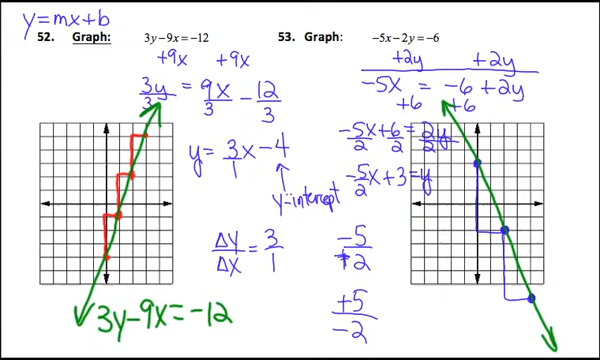 y=mx+b
52. Graph: 3y-9x=-12
+9x +9x
3y/3 = 9x/3 - 12/3
y = 3/1 x - 4
y-intercept
Δy/Δx = 3/1
3y-9x=-12
53. Graph: -5x-2y=-6
+2y +2y
-5x = -6+2y
+6 +6
-5x/2 + 6/2 = 2y/2
-5/2 x + 3 = y
-5/+2
+5/-2